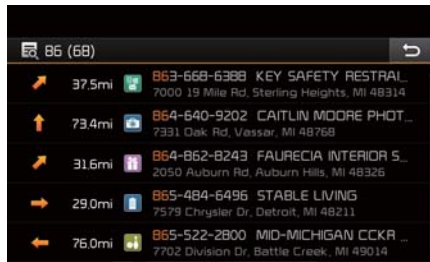 86 (68)
37.5mi 863-668-6388 KEY SAFETY RESTRAI...
7000 19 Mile Rd, Sterling Heights, MI 48314
73.4mi 864-640-9202 CAITLIN MOORE PHOT...
7331 Oak Rd, Vassar, MI 48768
31.6mi 864-862-8243 FAURECIA INTERIOR S...
2050 Auburn Rd, Auburn Hills, MI 48326
29.0mi 865-484-6496 STABLE LIVING
7579 Chrysler Dr, Detroit, MI 48211
76.0mi 865-522-2800 MID-MICHIGAN CCKR ...
7702 Division Dr, Battle Creek, MI 49014